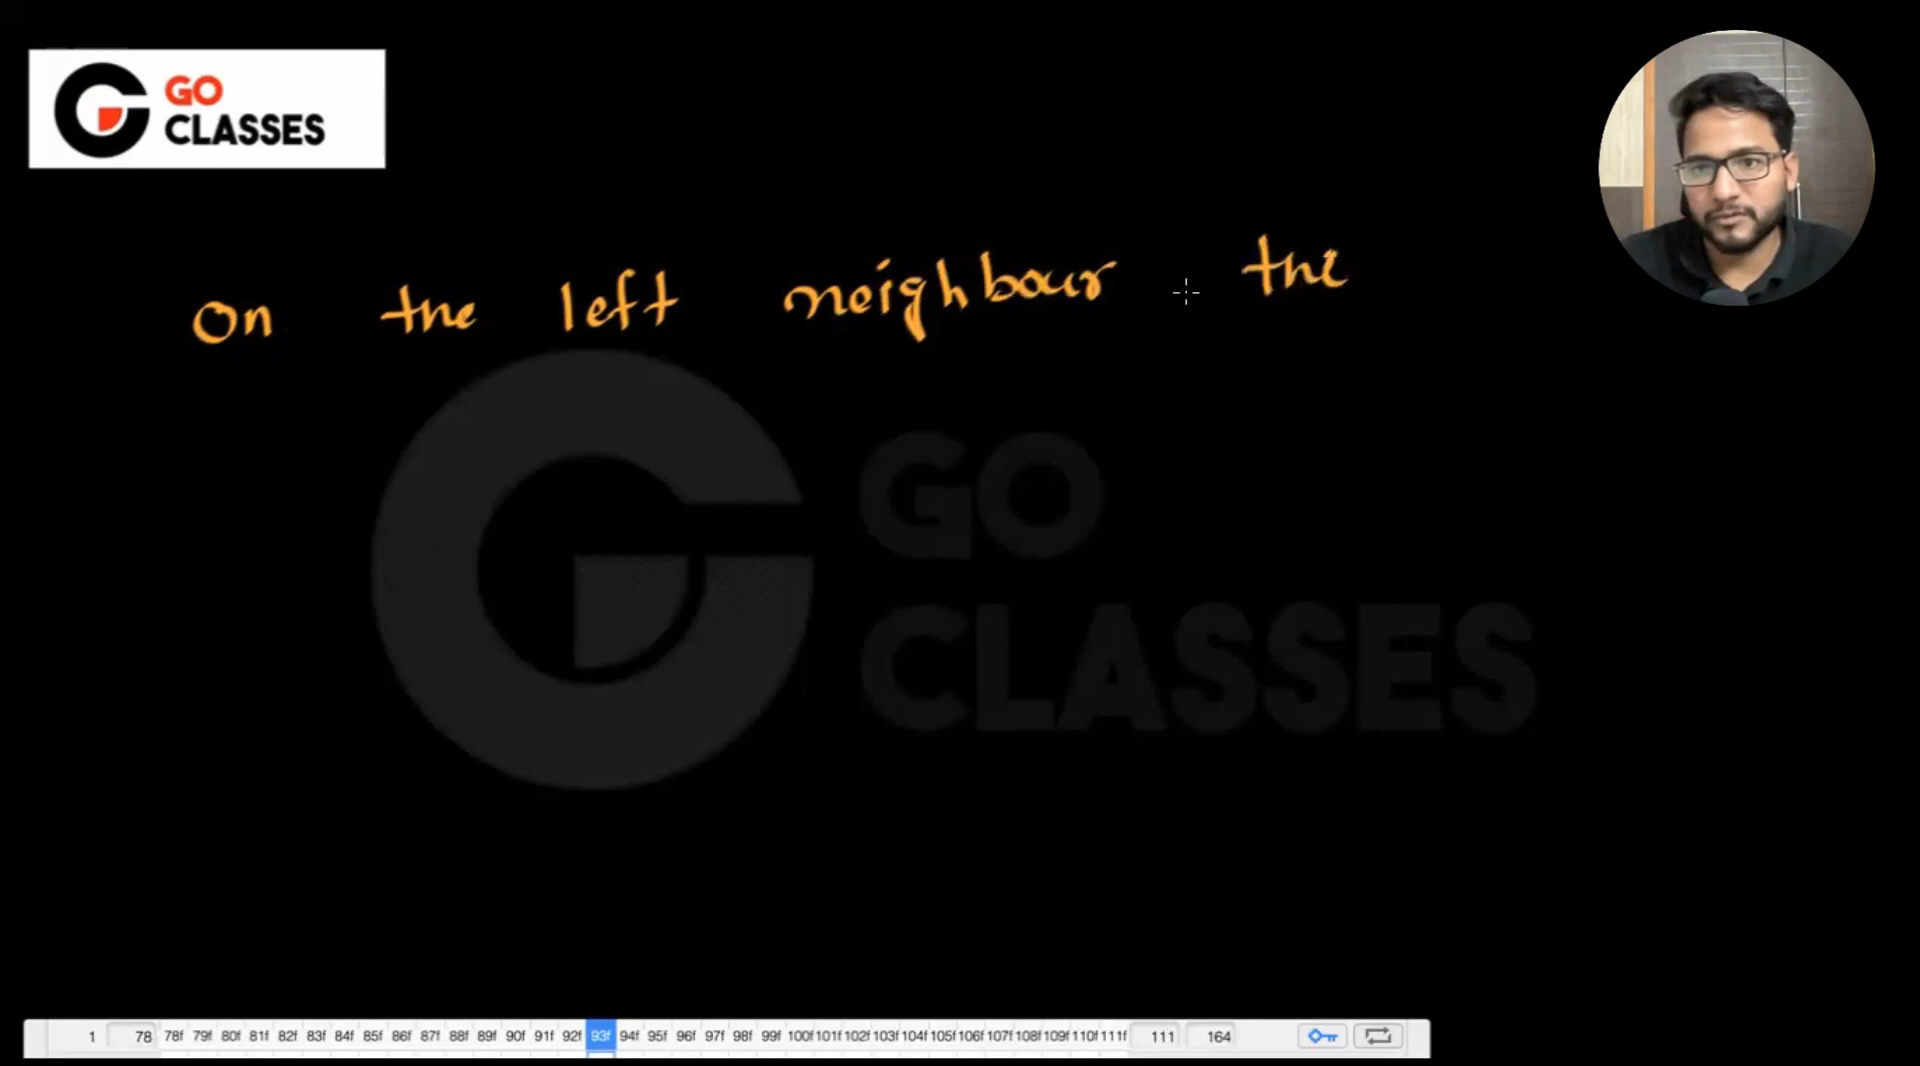 GO
CLASSES
On the left neighbour the
GO
CLASSES
1 78 78f 79f 80f 81f 82f 83f 84f 85f 86f 87f 88f 89f 90f 91f 92f 93f 94f 95f 96f 97f 98f 99f 100f 101f 102f 103f 104f 105f 106f 107f 108f 109f 110f 111f 111 164